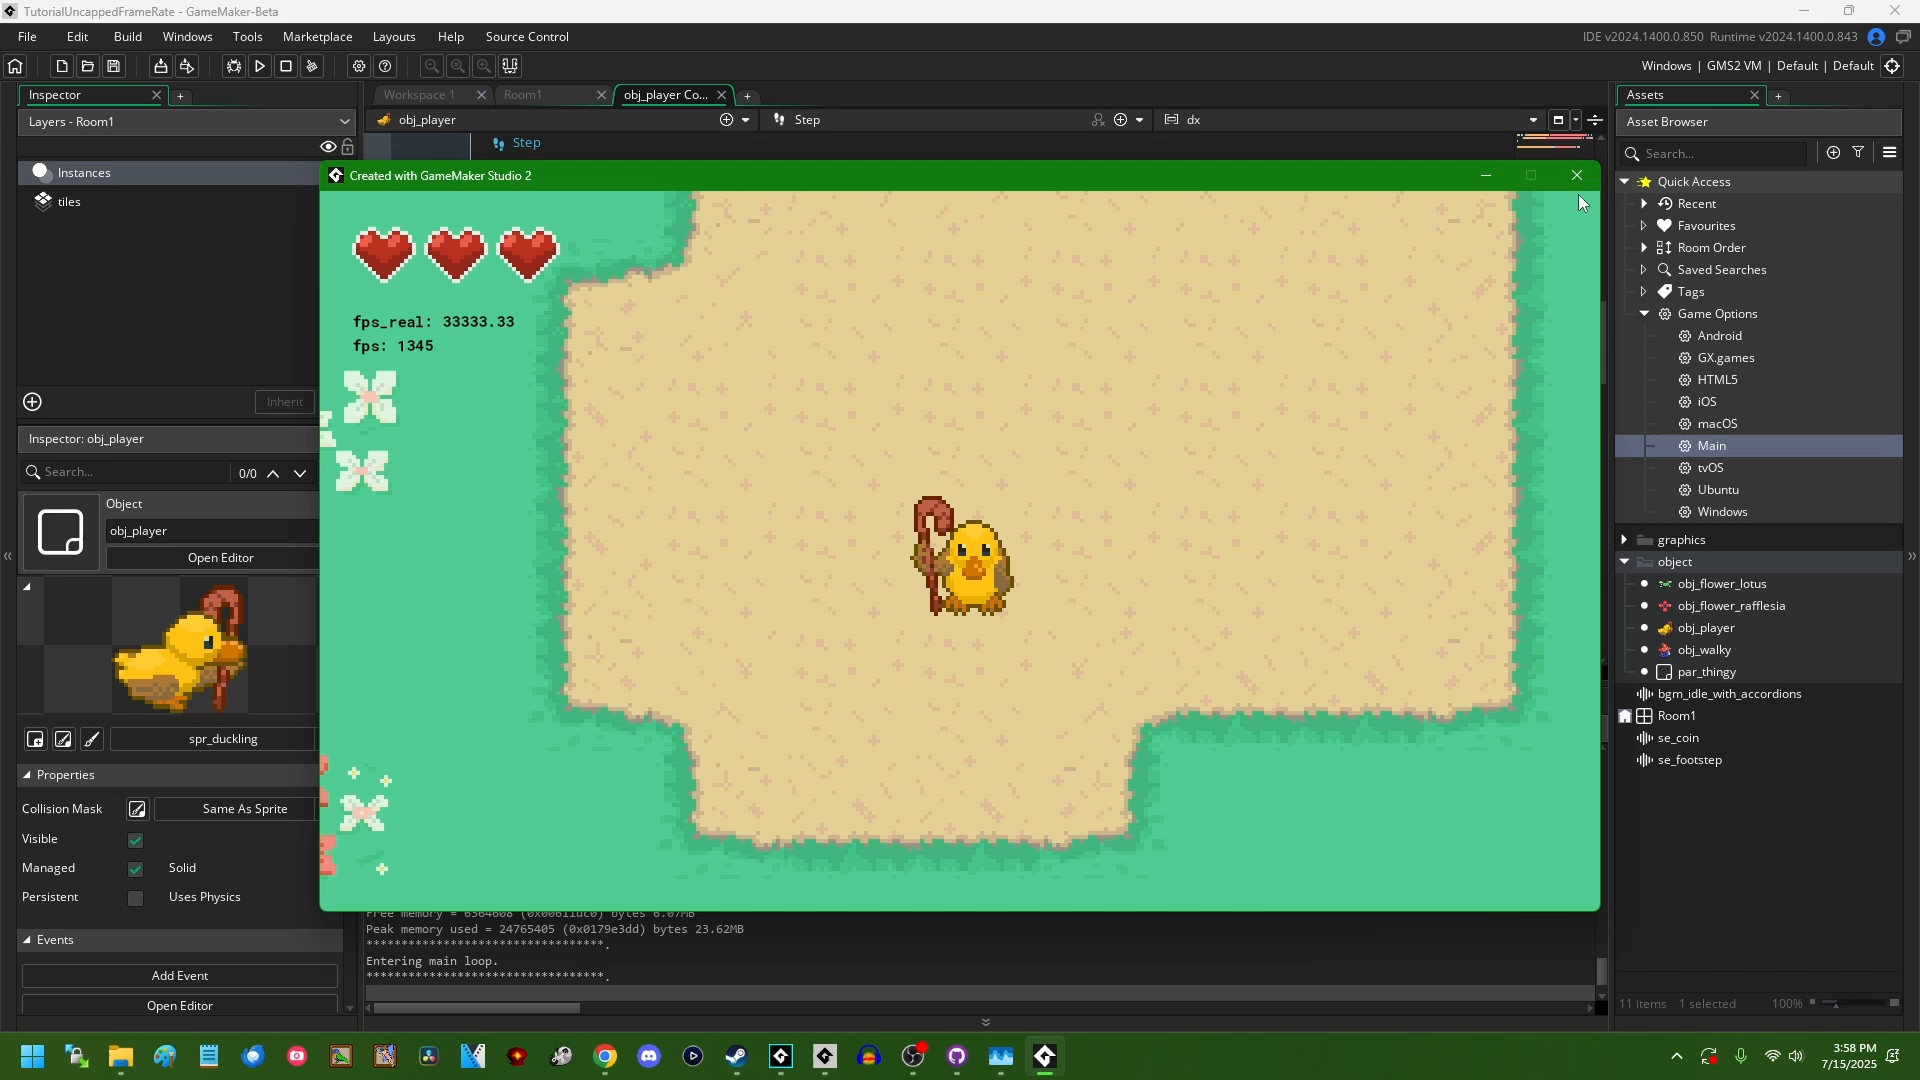 TutorialUncappedFrameRate - GameMaker-Beta
File Edit Build Windows Tools Marketplace Layouts Help Source Control
IDE v2024.1400.0.850 Runtime v2024.1400.0.843
Windows | GMS2 VM | Default | Default
Inspector
Workspace 1
Room1
obj_player Co...
Assets
Layers - Room1
obj_player
Step
dx
Asset Browser
Step
Search...
Instances
tiles
Created with GameMaker Studio 2
fps_real: 33333.33
fps: 1345
Inherit
Inspector: obj_player
Search...
0/0
Object
obj_player
Open Editor
spr_duckling
Properties
Collision Mask
Same As Sprite
Visible
Managed
Solid
Persistent
Uses Physics
Events
Add Event
Open Editor
Free memory = 6364608 (0x00611dc0) bytes 6.07MB
Peak memory used = 24765405 (0x0179e3dd) bytes 23.62MB
*********************************.
Entering main loop.
*********************************.
Quick Access
Recent
Favourites
Room Order
Saved Searches
Tags
Game Options
Android
GX.games
HTML5
iOS
macOS
Main
tvOS
Ubuntu
Windows
graphics
object
obj_flower_lotus
obj_flower_rafflesia
obj_player
obj_walky
par_thingy
bgm_idle_with_accordions
Room1
se_coin
se_footstep
11 items 1 selected 100%
3:58 PM
7/15/2025